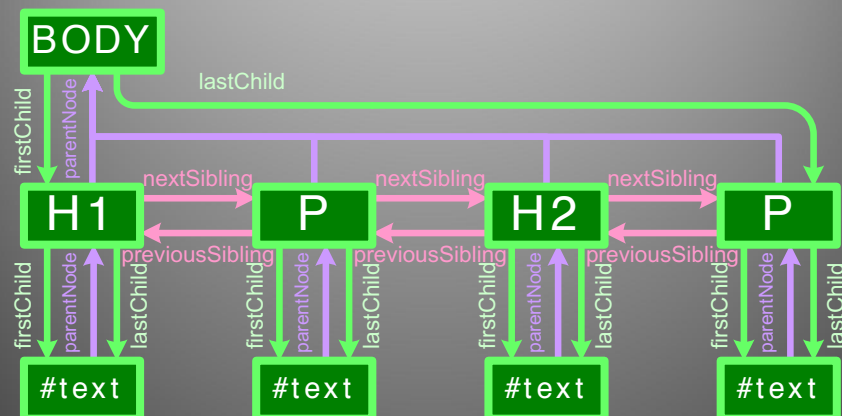 BODY
lastChild
firstChild
parentNode
nextSibling
nextSibling
nextSibling
H1
P
H2
P
previousSibling
previousSibling
previousSibling
firstChild
parentNode
lastChild
firstChild
parentNode
lastChild
firstChild
parentNode
lastChild
firstChild
parentNode
lastChild
#text
#text
#text
#text